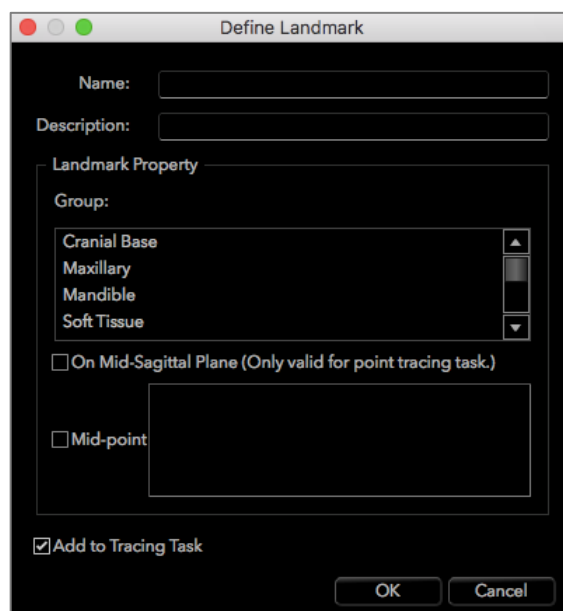 Define Landmark
Name:
Description:
Landmark Property
Group:
Cranial Base
Maxillary
Mandible
Soft Tissue
On Mid-Sagittal Plane (Only valid for point tracing task.)
Mid-point
Add to Tracing Task
OK Cancel